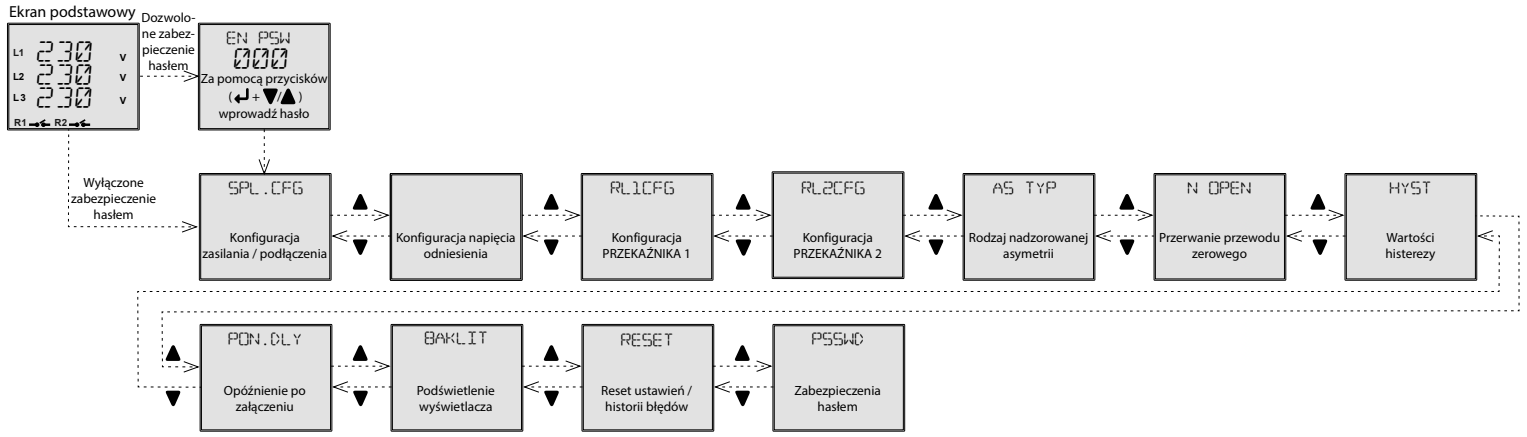 Ekran podstawowy
L1 230 V
L2 230 V
L3 230 V
R1 R2
Dozwolo-
ne zabez-
pieczenie
hasłem
EN PSW
000
Za pomocą przycisków
(↵ + ▼/▲)
wprowadź hasło
Wyłączone
zabezpieczenie
hasłem
SPL.CFG
Konfiguracja
zasilania / podłączenia
Konfiguracja napięcia
odniesienia
RL1CFG
Konfiguracja
PRZEKAŹNIKA 1
RL2CFG
Konfiguracja
PRZEKAŹNIKA 2
AS TYP
Rodzaj nadzorowanej
asymetrii
N OPEN
Przerwanie przewodu
zerowego
HYST
Wartości
histerezy
PON.DLY
Opóźnienie po
załączeniu
BAKLIT
Podświetlenie
wyświetlacza
RESET
Reset ustawień /
historii błędów
PSSWD
Zabezpieczenia
hasłem